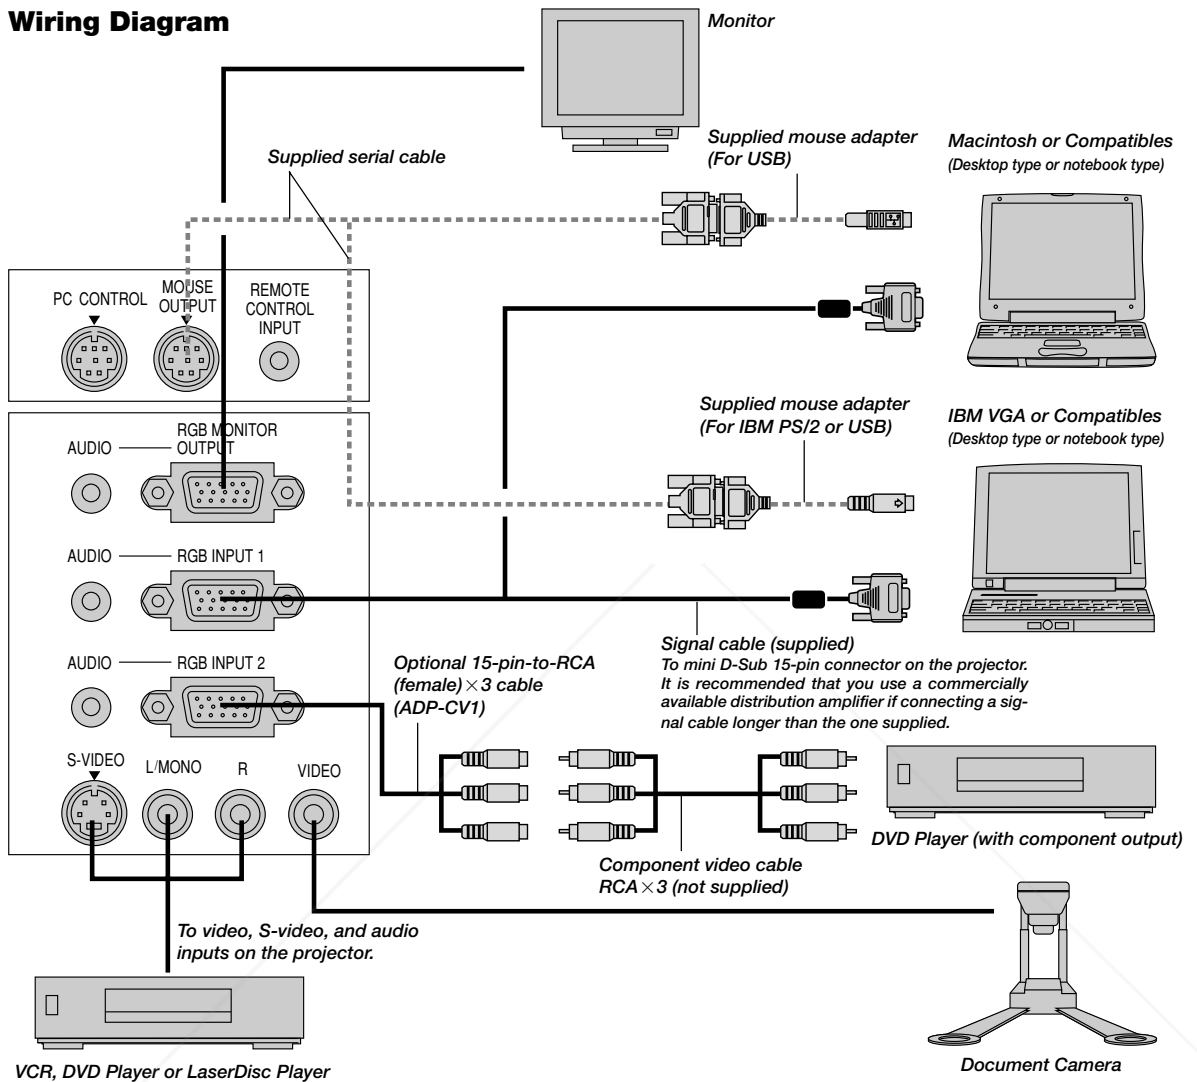 Wiring Diagram
Monitor
Supplied serial cable
Supplied mouse adapter
(For USB)
Macintosh or Compatibles
(Desktop type or notebook type)
PC CONTROL
MOUSE
OUTPUT
REMOTE
CONTROL
INPUT
Supplied mouse adapter
(For IBM PS/2 or USB)
IBM VGA or Compatibles
(Desktop type or notebook type)
AUDIO
RGB MONITOR
OUTPUT
AUDIO
RGB INPUT 1
Signal cable (supplied)
To mini D-Sub 15-pin connector on the projector.
It is recommended that you use a commercially
available distribution amplifier if connecting a sig-
nal cable longer than the one supplied.
AUDIO
RGB INPUT 2
Optional 15-pin-to-RCA
(female)×3 cable
(ADP-CV1)
S-VIDEO
L/MONO
R
VIDEO
DVD Player (with component output)
Component video cable
RCA×3 (not supplied)
To video, S-video, and audio
inputs on the projector.
VCR, DVD Player or LaserDisc Player
Document Camera